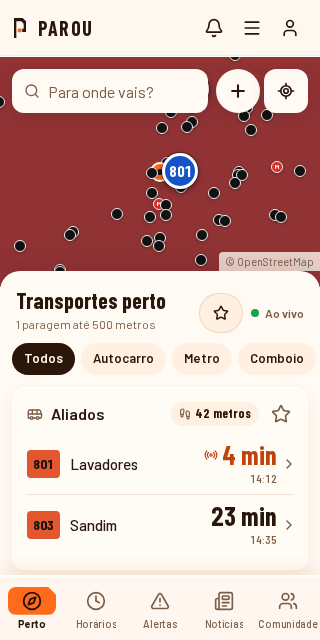 PAROU
Para onde vais?
801
M
M
© OpenStreetMap
Transportes perto
1 paragem até 500 metros
Ao vivo
Todos
Autocarro
Metro
Comboio
Aliados
42 metros
801
Lavadores
4 min
14:12
803
Sandim
23 min
14:35
Perto
Horários
Alertas
Notícias
Comunidade